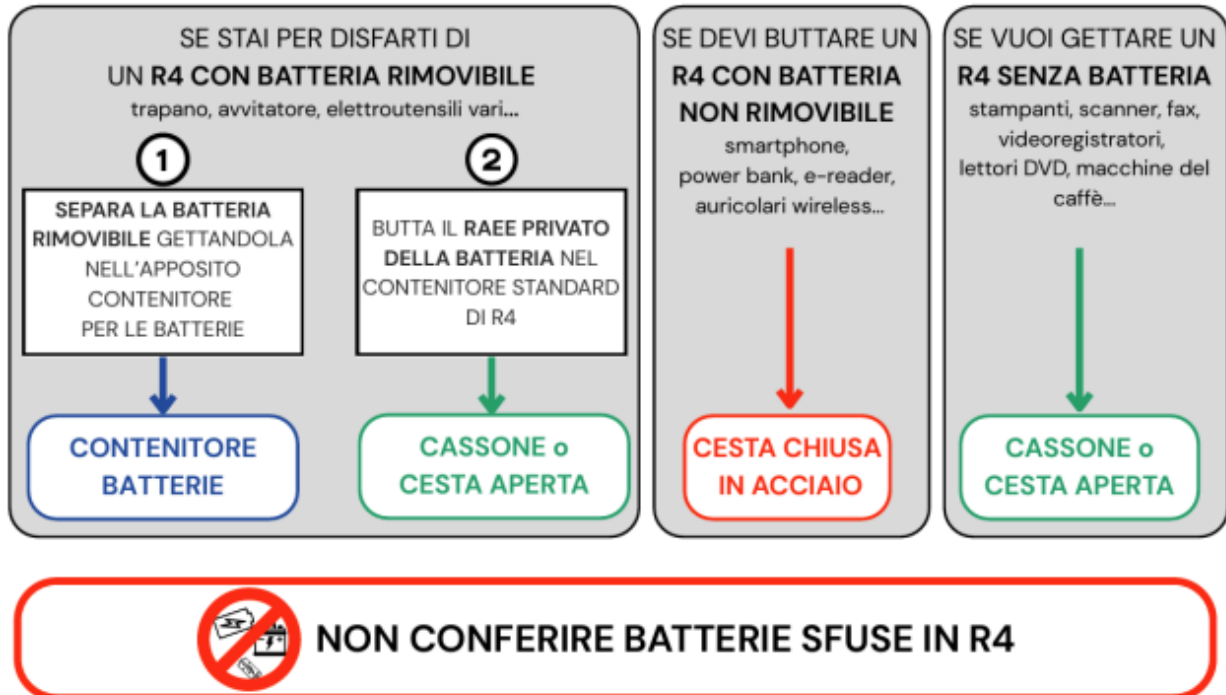 SE STAI PER DISFARTI DI
UN R4 CON BATTERIA RIMOVIBILE
trapano, avvitatore, elettroutensili vari...
1
SEPARA LA BATTERIA
RIMOVIBILE GETTANDOLA
NELL'APPOSITO
CONTENITORE
PER LE BATTERIE
CONTENITORE
BATTERIE
2
BUTTA IL RAEE PRIVATO
DELLA BATTERIA NEL
CONTENITORE STANDARD
DI R4
CASSONE o
CESTA APERTA
SE DEVI BUTTARE UN
R4 CON BATTERIA
NON RIMOVIBILE
smartphone,
power bank, e-reader,
auricolari wireless...
CESTA CHIUSA
IN ACCIAIO
SE VUOI GETTARE UN
R4 SENZA BATTERIA
stampanti, scanner, fax,
videoregistratori,
lettori DVD, macchine del
caffè...
CASSONE o
CESTA APERTA
NON CONFERIRE BATTERIE SFUSE IN R4